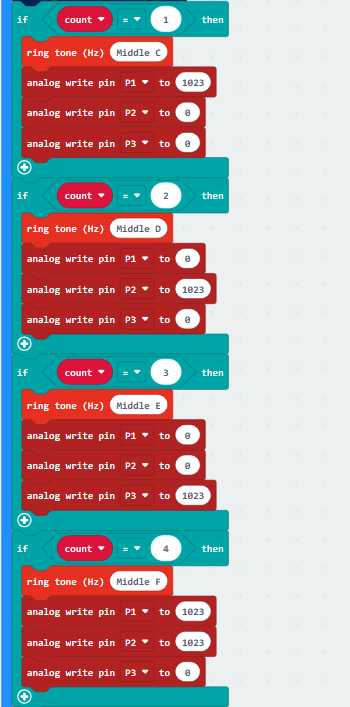 if count = 1 then
ring tone (Hz) Middle C
analog write pin P1 to 1023
analog write pin P2 to 0
analog write pin P3 to 0
if count = 2 then
ring tone (Hz) Middle D
analog write pin P1 to 0
analog write pin P2 to 1023
analog write pin P3 to 0
if count = 3 then
ring tone (Hz) Middle E
analog write pin P1 to 0
analog write pin P2 to 0
analog write pin P3 to 1023
if count = 4 then
ring tone (Hz) Middle F
analog write pin P1 to 1023
analog write pin P2 to 1023
analog write pin P3 to 0